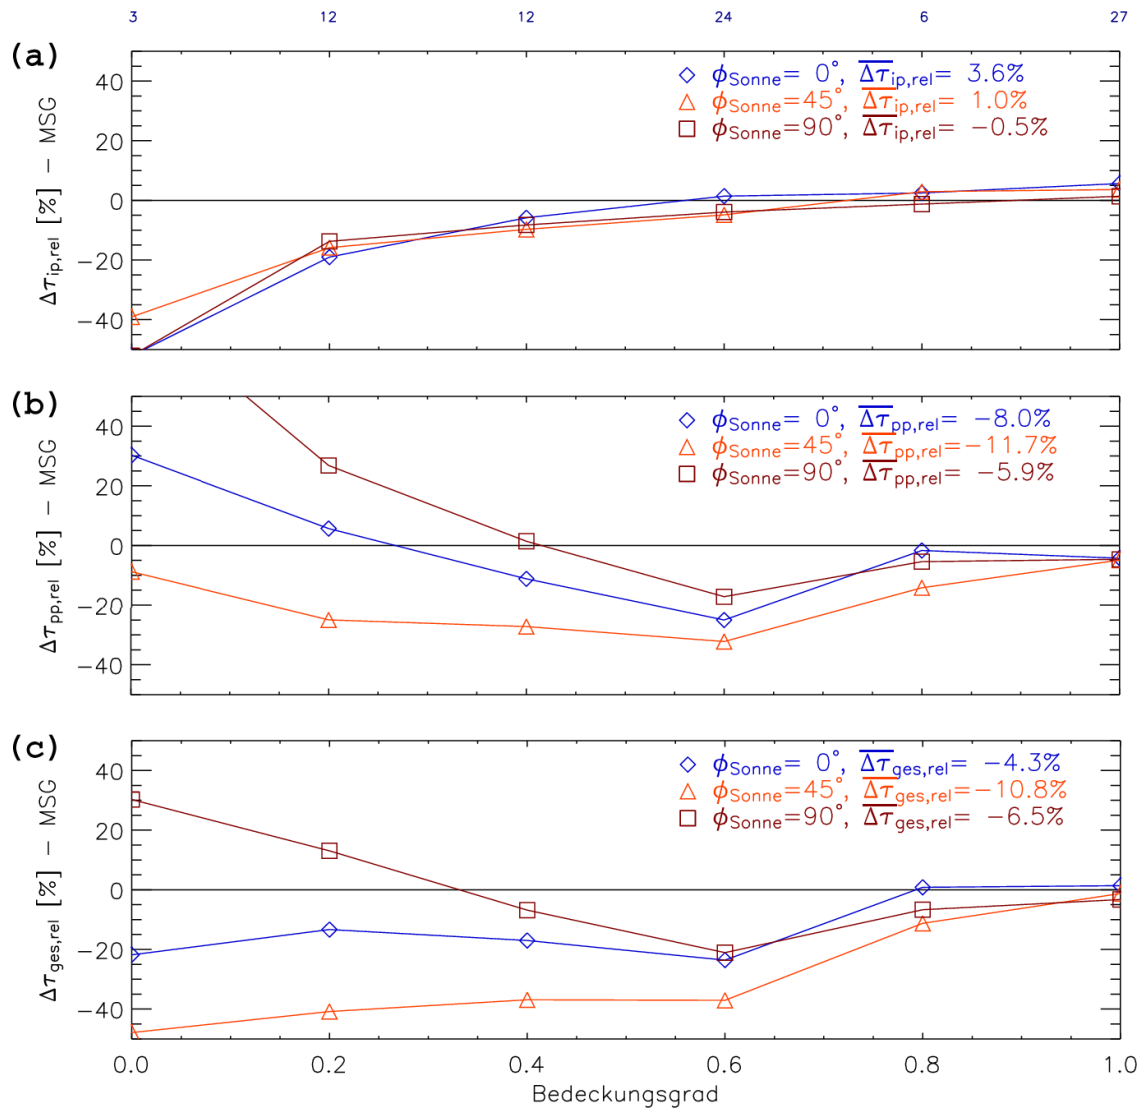 3 12 12 24 6 27
(a)
40
20
0
−20
−40
Δτip,rel [%] − MSG
ϕSonne= 0°, Δτip,rel= 3.6%
ϕSonne=45°, Δτip,rel= 1.0%
ϕSonne=90°, Δτip,rel= −0.5%
(b)
40
20
0
−20
−40
Δτpp,rel [%] − MSG
ϕSonne= 0°, Δτpp,rel= −8.0%
ϕSonne=45°, Δτpp,rel=−11.7%
ϕSonne=90°, Δτpp,rel= −5.9%
(c)
40
20
0
−20
−40
Δτges,rel [%] − MSG
ϕSonne= 0°, Δτges,rel= −4.3%
ϕSonne=45°, Δτges,rel=−10.8%
ϕSonne=90°, Δτges,rel= −6.5%
0.0 0.2 0.4 0.6 0.8 1.0
Bedeckungsgrad